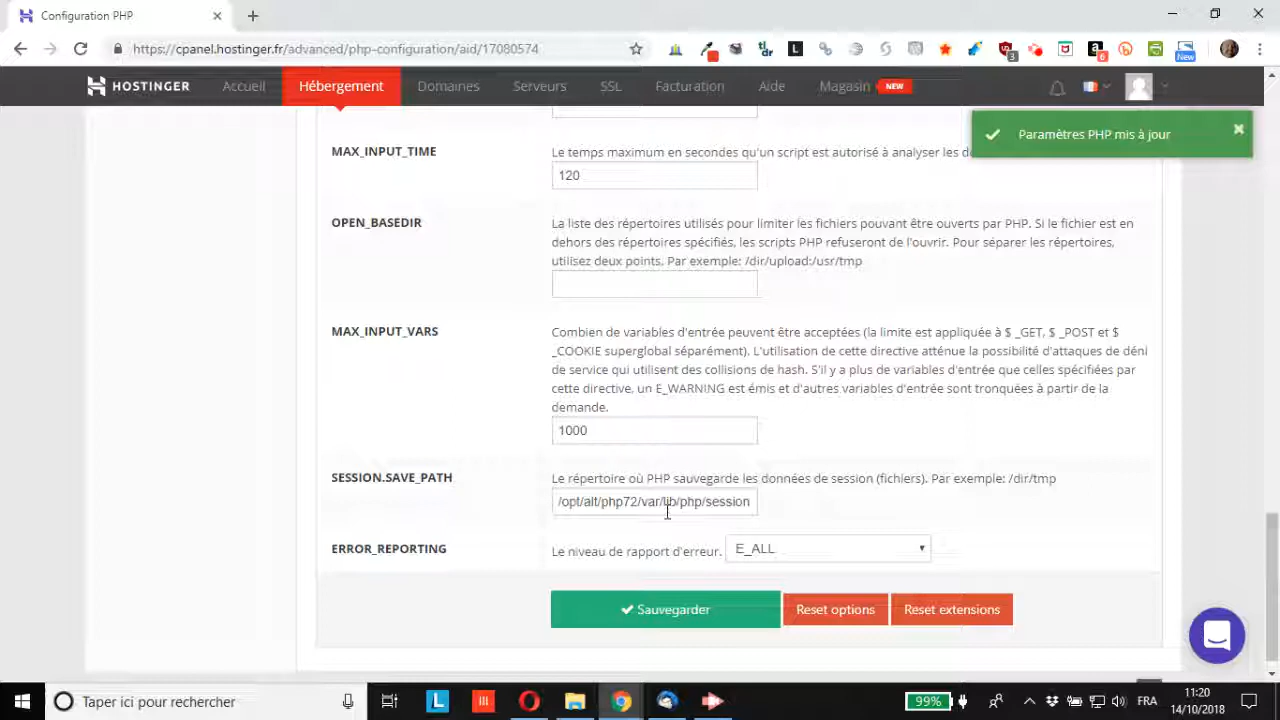 Configuration PHP
https://cpanel.hostinger.fr/advanced/php-configuration/aid/17080574
HOSTINGER
Accueil
Hébergement
Domaines
Serveurs
SSL
Facturation
Aide
Magasin
NEW
Paramètres PHP mis à jour
MAX_INPUT_TIME
Le temps maximum en secondes qu'un script est autorisé à analyser les
120
OPEN_BASEDIR
La liste des répertoires utilisés pour limiter les fichiers pouvant être ouverts par PHP. Si le fichier est en
dehors des répertoires spécifiés, les scripts PHP refuseront de l'ouvrir. Pour séparer les répertoires,
utilisez deux points. Par exemple: /dir/upload:/usr/tmp
MAX_INPUT_VARS
Combien de variables d'entrée peuvent être acceptées (la limite est appliquée à $ _GET, $ _POST et $
_COOKIE superglobal séparément). L'utilisation de cette directive atténue la possibilité d'attaques de déni
de service qui utilisent des collisions de hash. S'il y a plus de variables d'entrée que celles spécifiées par
cette directive, un E_WARNING est émis et d'autres variables d'entrée sont tronquées à partir de la
demande.
1000
SESSION.SAVE_PATH
Le répertoire où PHP sauvegarde les données de session (fichiers). Par exemple: /dir/tmp
/opt/alt/php72/var/lib/php/session
ERROR_REPORTING
Le niveau de rapport d'erreur.
E_ALL
Sauvegarder
Reset options
Reset extensions
Taper ici pour rechercher
99%
FRA
11:20
14/10/2018